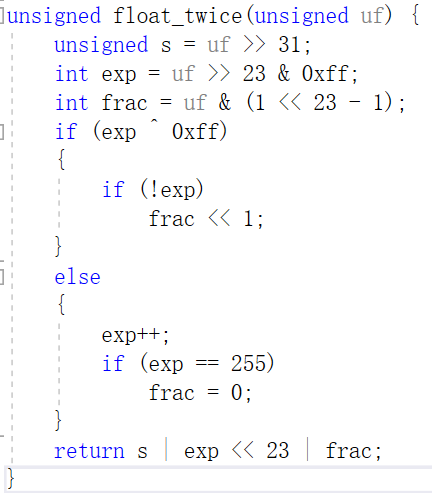 unsigned float_twice(unsigned uf) {
    unsigned s = uf >> 31;
    int exp = uf >> 23 & 0xff;
    int frac = uf & (1 << 23 - 1);
    if (exp ^ 0xff)
    {
        if (!exp)
            frac << 1;
    }
    else
    {
        exp++;
        if (exp == 255)
            frac = 0;
    }
    return s | exp << 23 | frac;
}